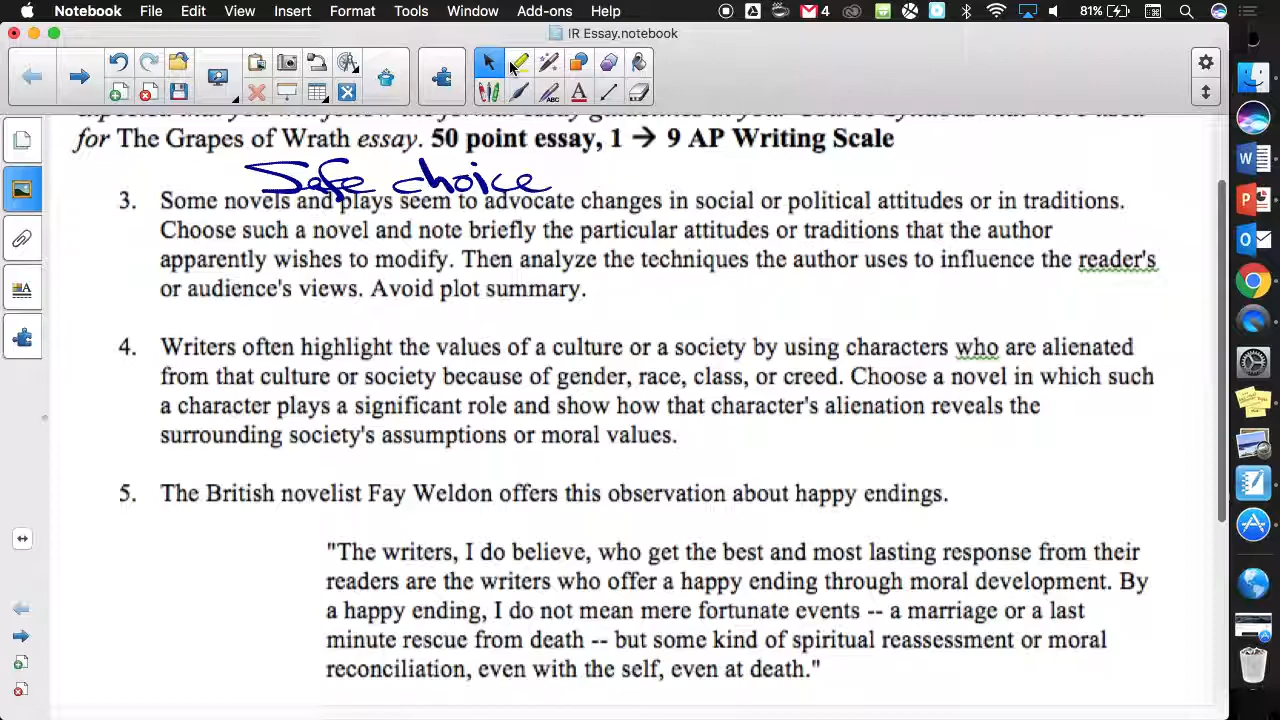 Notebook File Edit View Insert Format Tools Window Add-ons Help 4 81%
IR Essay.notebook
for The Grapes of Wrath essay. 50 point essay, 1 → 9 AP Writing Scale
Safe choice
3. Some novels and plays seem to advocate changes in social or political attitudes or in traditions.
Choose such a novel and note briefly the particular attitudes or traditions that the author
apparently wishes to modify. Then analyze the techniques the author uses to influence the reader's
or audience's views. Avoid plot summary.
4. Writers often highlight the values of a culture or a society by using characters who are alienated
from that culture or society because of gender, race, class, or creed. Choose a novel in which such
a character plays a significant role and show how that character's alienation reveals the
surrounding society's assumptions or moral values.
5. The British novelist Fay Weldon offers this observation about happy endings.
"The writers, I do believe, who get the best and most lasting response from their
readers are the writers who offer a happy ending through moral development. By
a happy ending, I do not mean mere fortunate events -- a marriage or a last
minute rescue from death -- but some kind of spiritual reassessment or moral
reconciliation, even with the self, even at death."